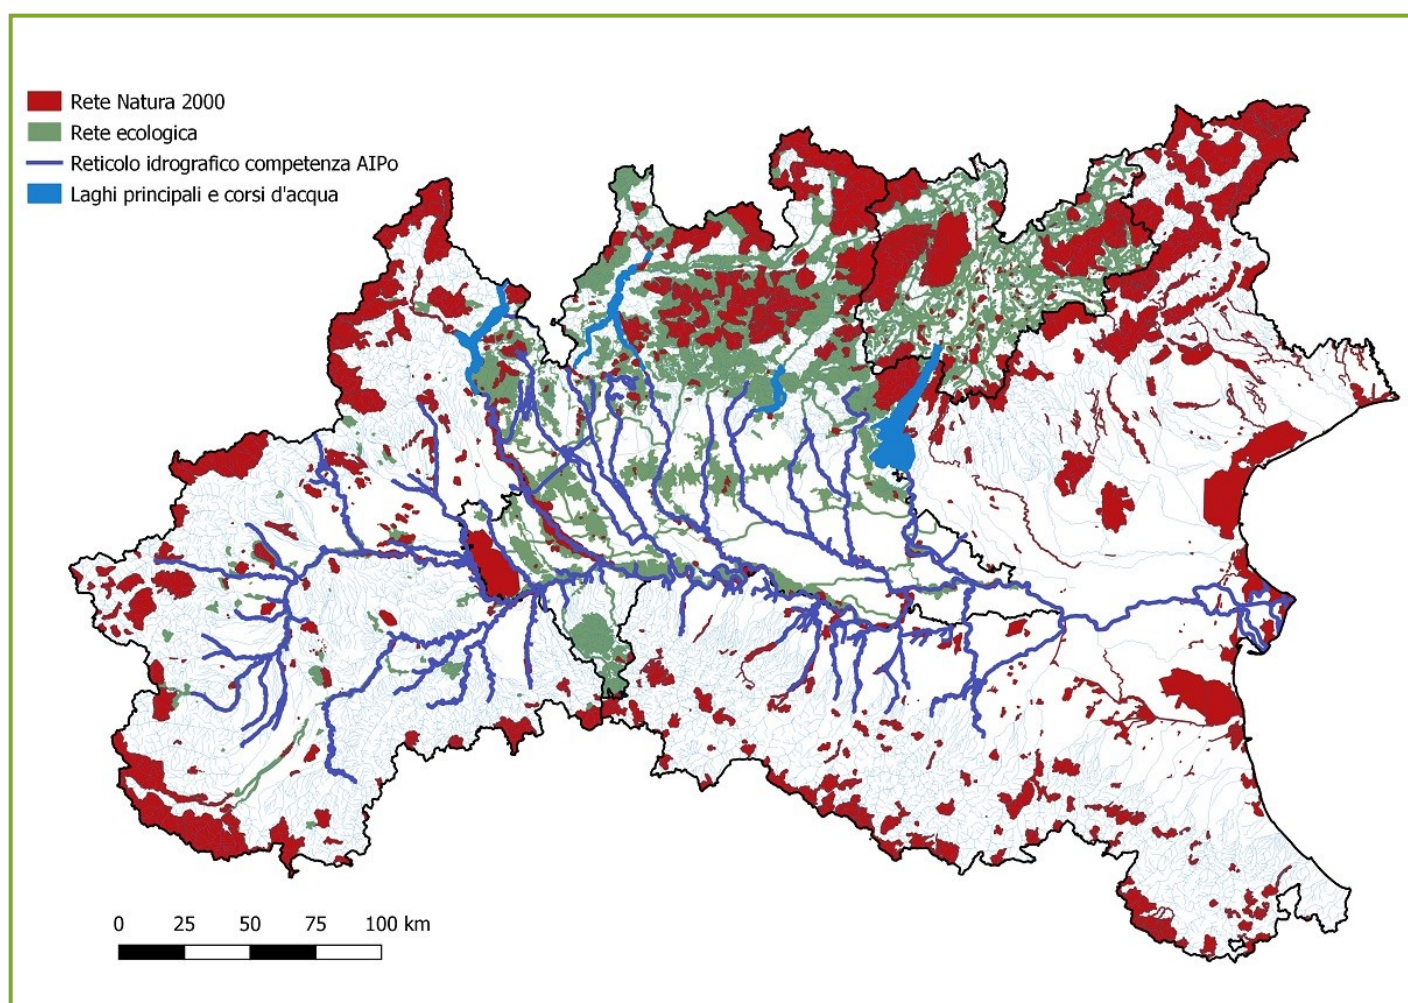 Rete Natura 2000
Rete ecologica
Reticolo idrografico competenza AIPo
Laghi principali e corsi d'acqua
0 25 50 75 100 km